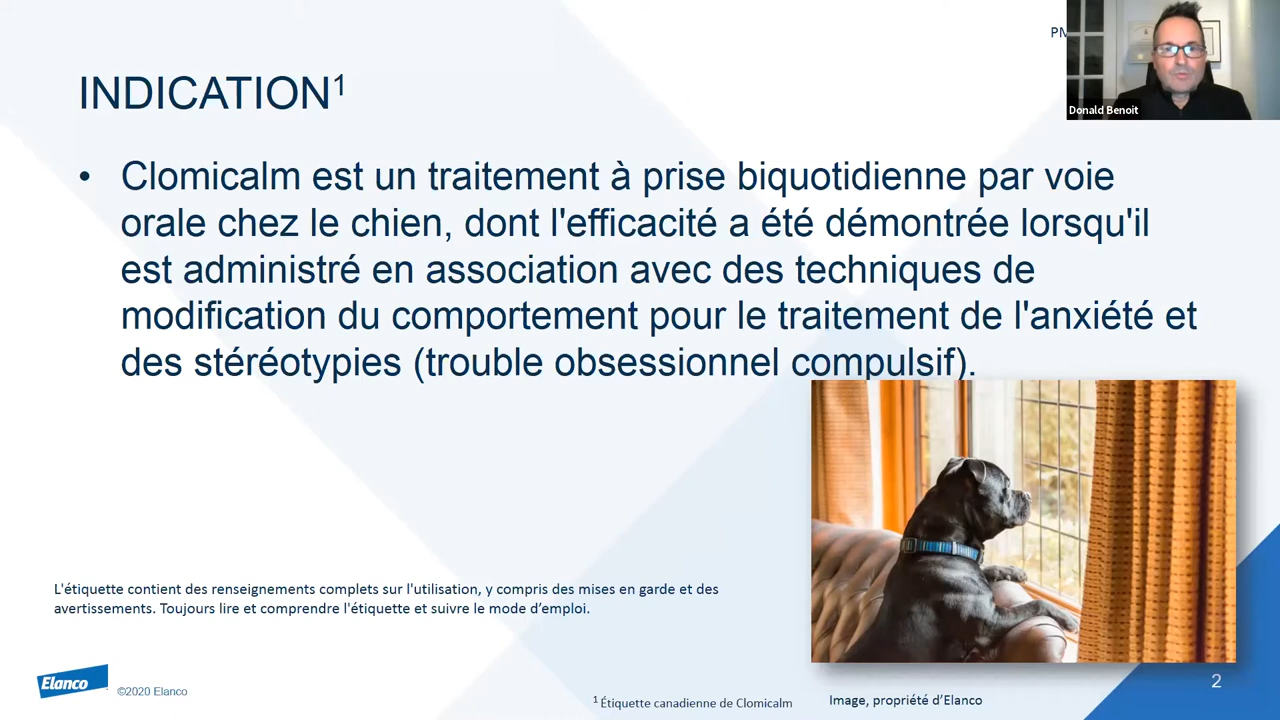 PM
Donald Benoit
INDICATION¹
• Clomicalm est un traitement à prise biquotidienne par voie
orale chez le chien, dont l'efficacité a été démontrée lorsqu'il
est administré en association avec des techniques de
modification du comportement pour le traitement de l'anxiété et
des stéréotypies (trouble obsessionnel compulsif).
L'étiquette contient des renseignements complets sur l'utilisation, y compris des mises en garde et des
avertissements. Toujours lire et comprendre l'étiquette et suivre le mode d’emploi.
Elanco
©2020 Elanco
¹ Étiquette canadienne de Clomicalm
Image, propriété d’Elanco
2